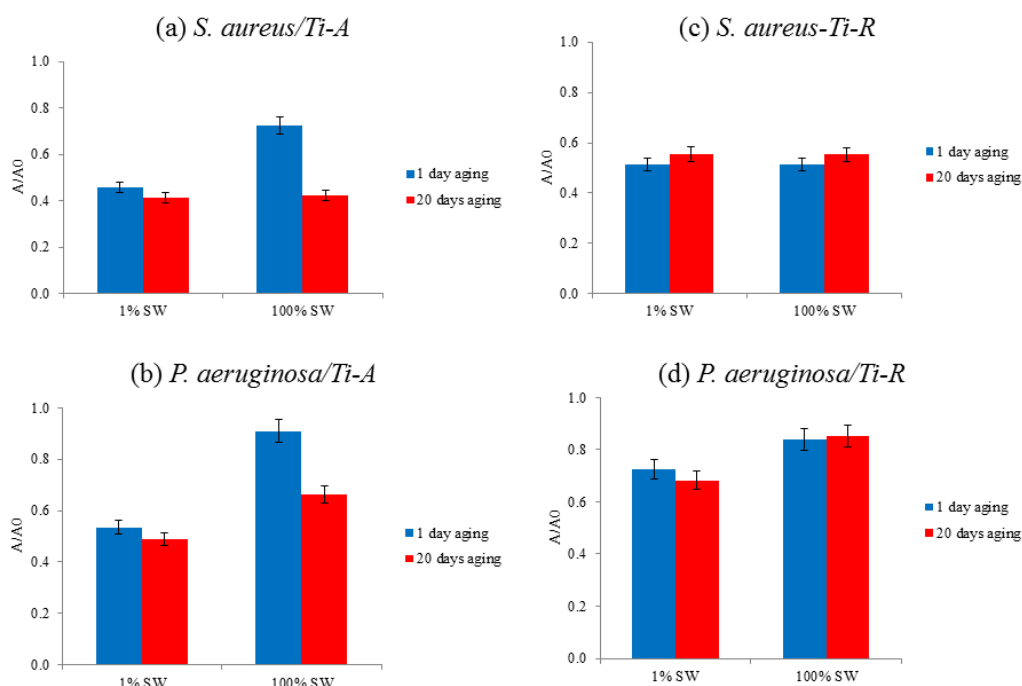 (a) S. aureus/Ti-A
1.0
0.8
0.6
0.4
0.2
0.0
A/A0
1% SW
100% SW
1 day aging
20 days aging
(c) S. aureus-Ti-R
1.0
0.8
0.6
0.4
0.2
0.0
A/A0
1% SW
100% SW
1 day aging
20 days aging
(b) P. aeruginosa/Ti-A
1.0
0.8
0.6
0.4
0.2
0.0
A/A0
1% SW
100% SW
1 day aging
20 days aging
(d) P. aeruginosa/Ti-R
1.0
0.8
0.6
0.4
0.2
0.0
A/A0
1% SW
100% SW
1 day aging
20 days aging